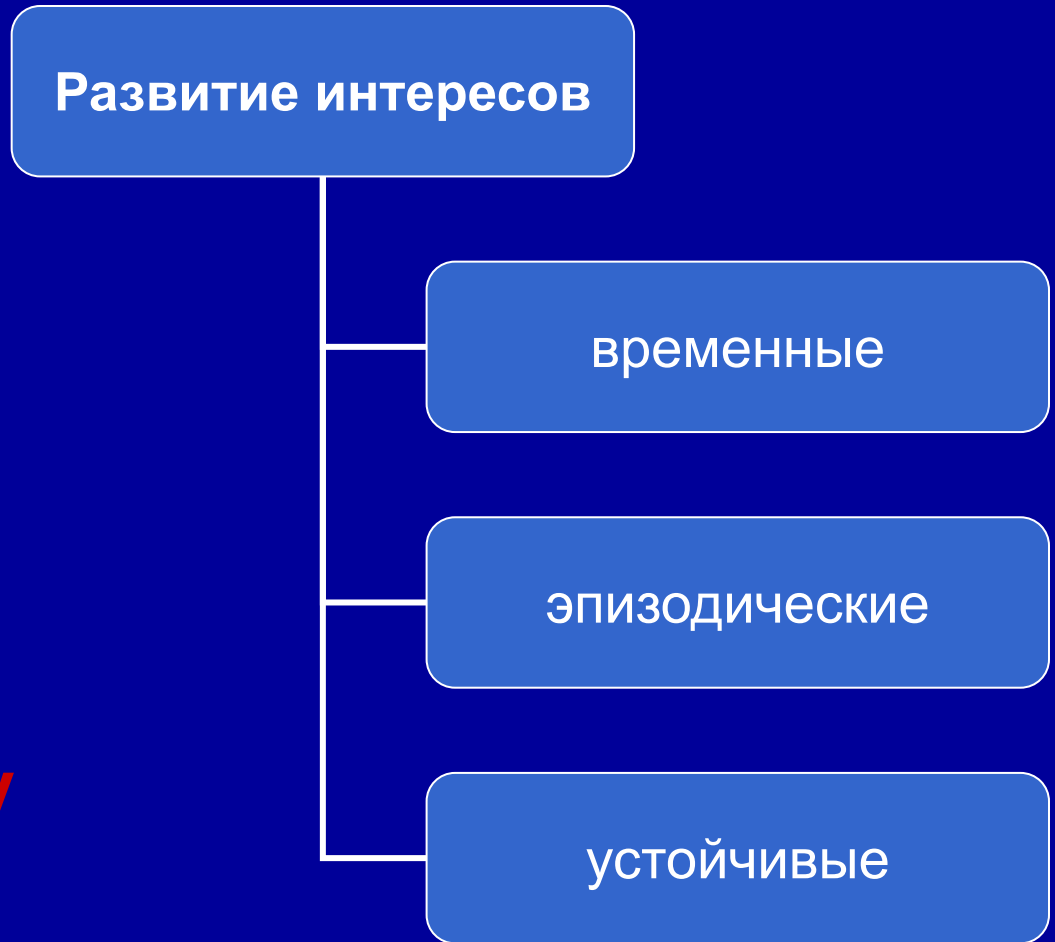 Развитие интересов
временные
эпизодические
устойчивые